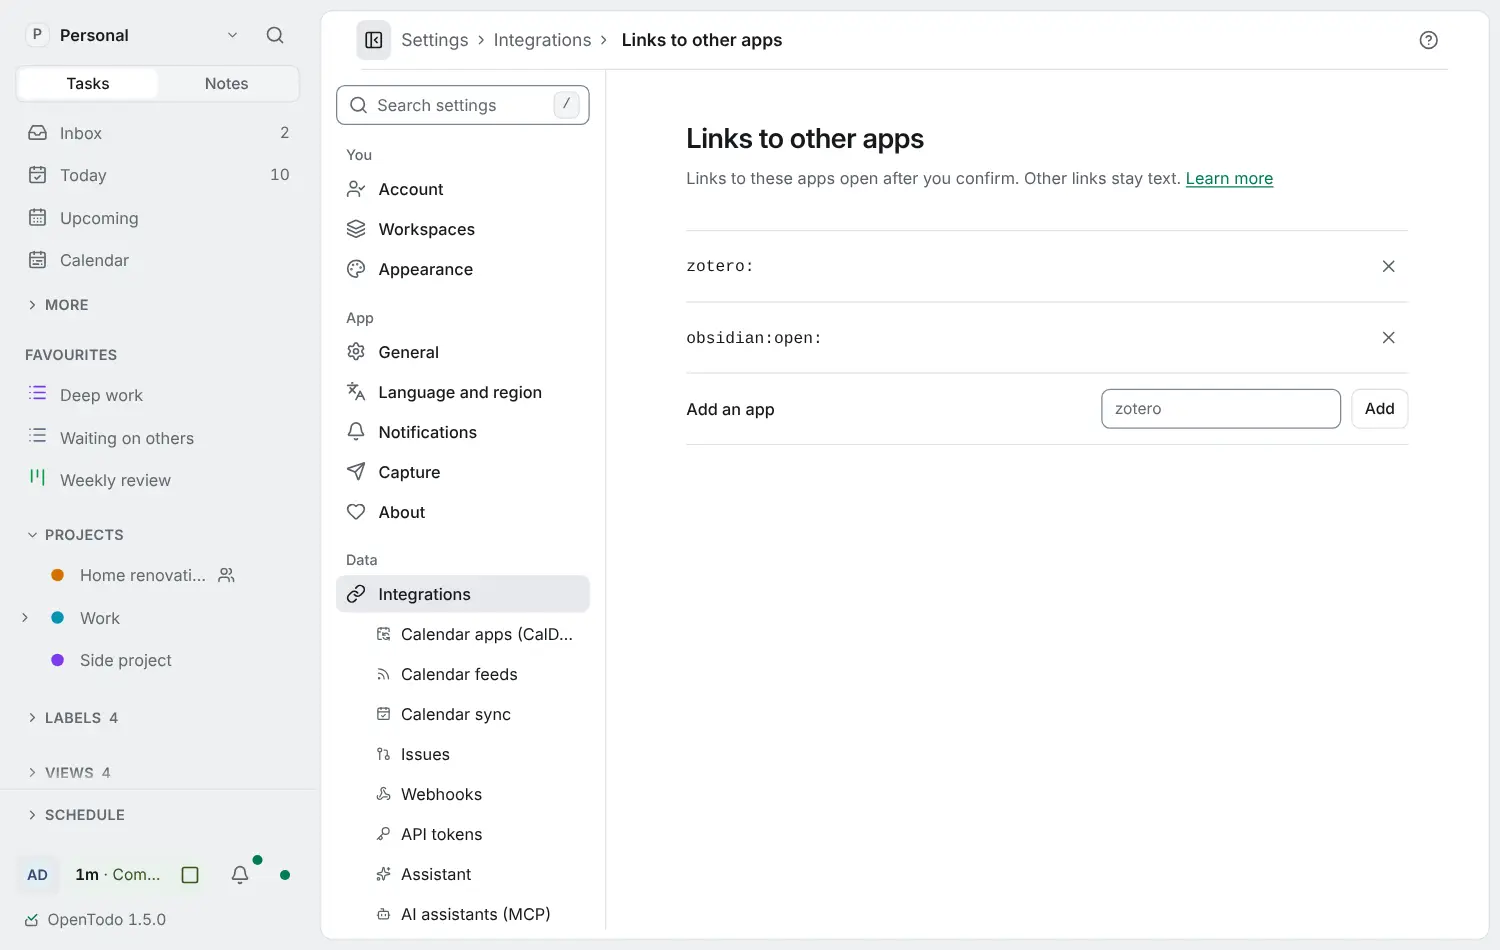 P Personal
Tasks Notes
Inbox 2
Today 10
Upcoming
Calendar
MORE
FAVOURITES
Deep work
Waiting on others
Weekly review
PROJECTS
Home renovati...
Work
Side project
LABELS 4
VIEWS 4
SCHEDULE
AD 1m · Com...
OpenTodo 1.5.0
Settings > Integrations > Links to other apps
Search settings /
You
Account
Workspaces
Appearance
App
General
Language and region
Notifications
Capture
About
Data
Integrations
Calendar apps (CalD...
Calendar feeds
Calendar sync
Issues
Webhooks
API tokens
Assistant
AI assistants (MCP)
Links to other apps
Links to these apps open after you confirm. Other links stay text. Learn more
zotero:
obsidian:open:
Add an app zotero Add